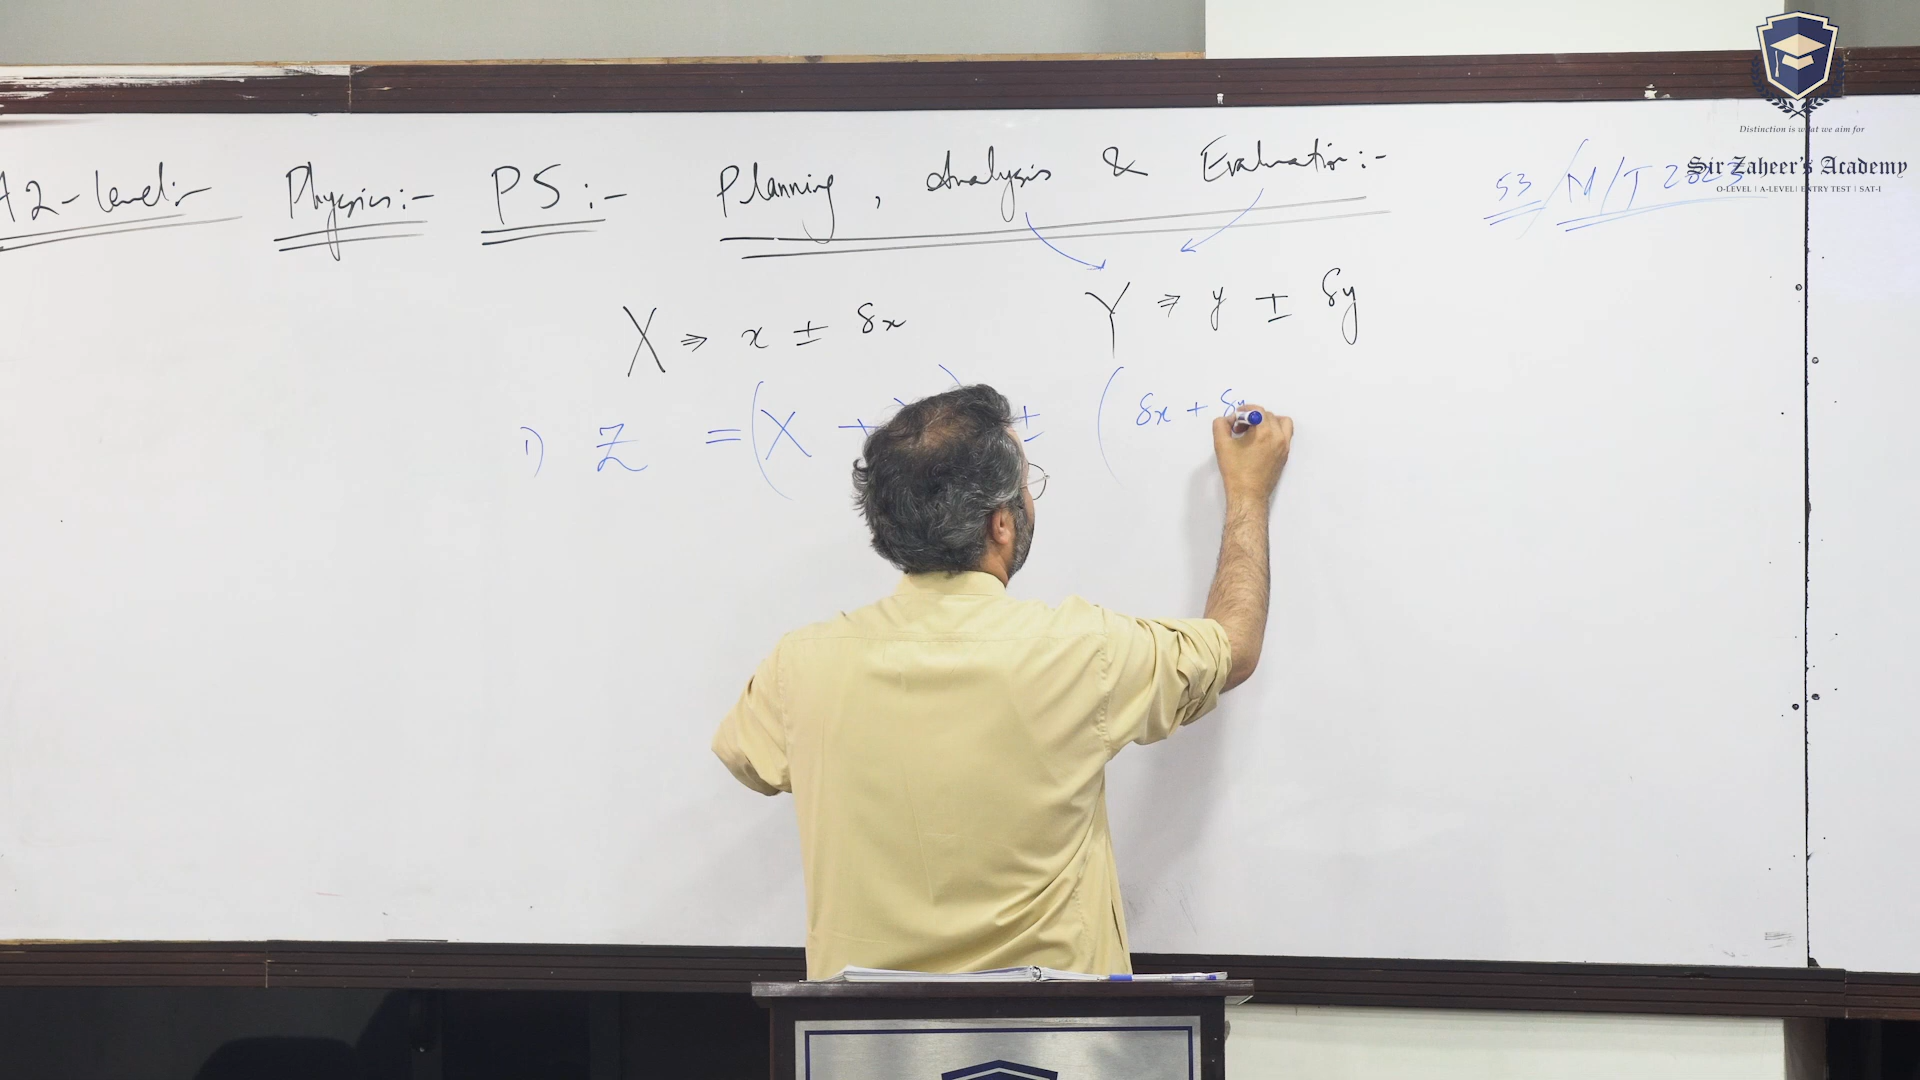 A2-level:- Physics:- P5:- Planning, Analysis & Evaluation:-
53/M/J 2023
X ⇒ x ± δx Y ⇒ y ± δy
1) Z = (X + ) ± (δx + δy
Distinction is what we aim for
Sir Zaheer's Academy
O-LEVEL | A-LEVEL | ENTRY TEST | SAT-I